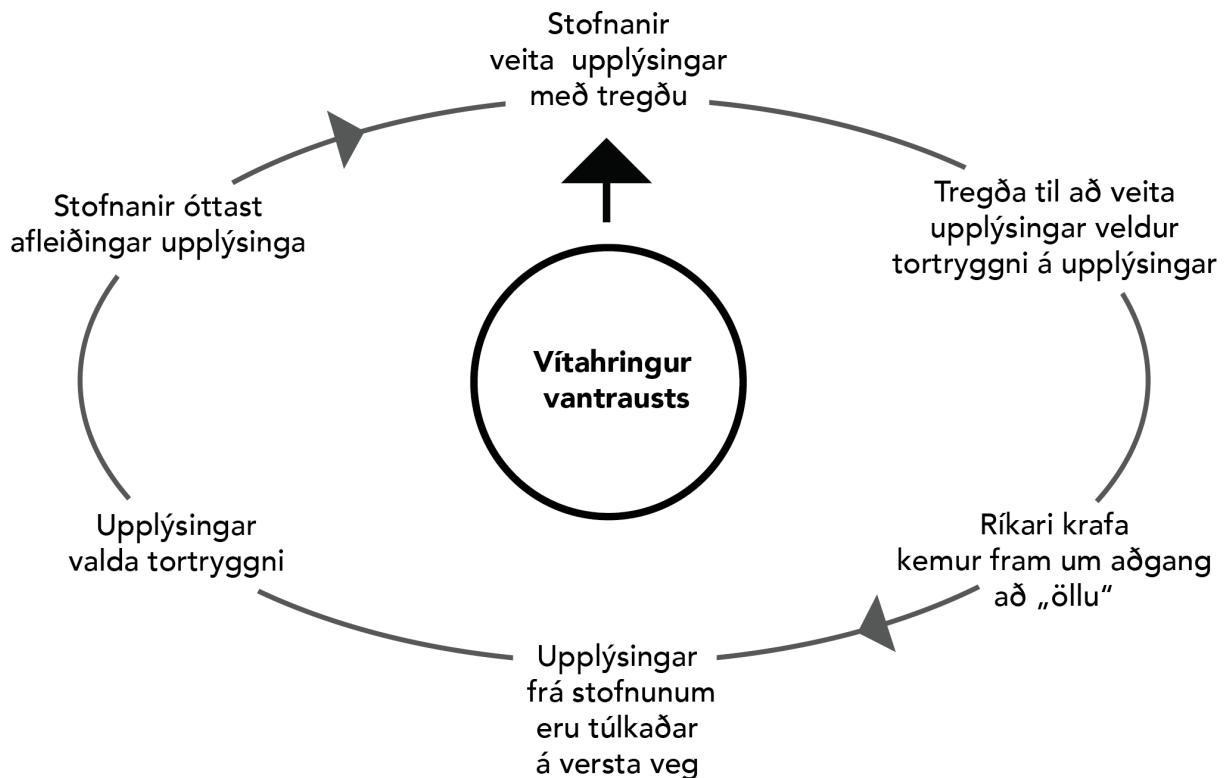 Stofnanir
veita upplýsingar
með tregðu
Tregða til að veita
upplýsingar veldur
tortryggni á upplýsingar
Ríkari krafa
kemur fram um aðgang
að „öllu“
Upplýsingar
frá stofnunum
eru túlkaðar
á versta veg
Upplýsingar
valda tortryggni
Stofnanir óttast
afleiðingar upplýsinga
Vítahringur
vantrausts